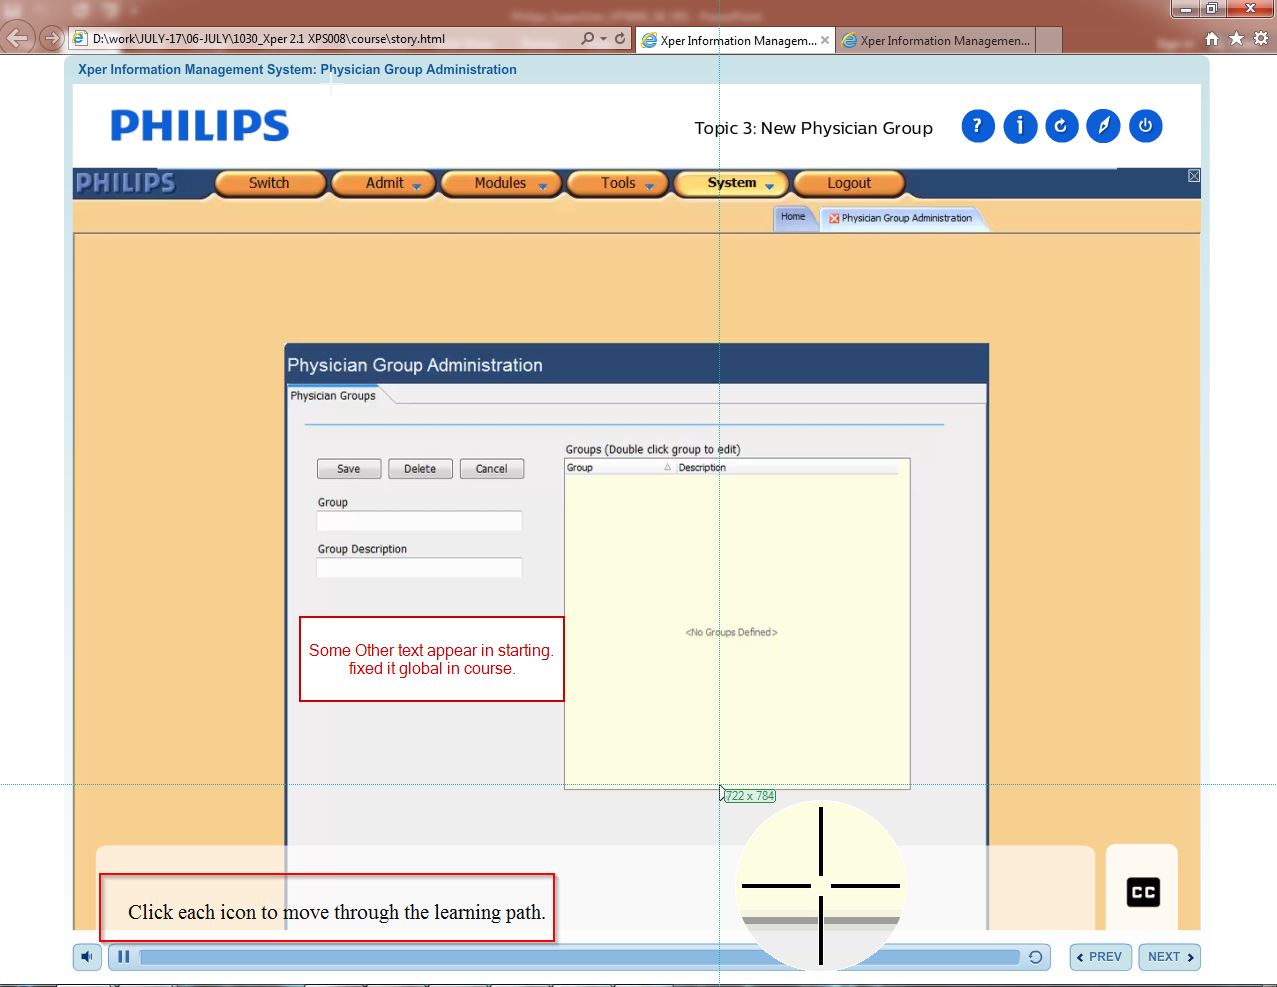 D:\work\JULY-17\06-JULY\1030_Xper 2.1 XPS008\course\story.html
Xper Information Managem...
Xper Information Managemen...
Xper Information Management System: Physician Group Administration
PHILIPS
Topic 3: New Physician Group
PHILIPS
Switch
Admit
Modules
Tools
System
Logout
Home
Physician Group Administration
Physician Group Administration
Physician Groups
Groups (Double click group to edit)
Save
Delete
Cancel
Group
Description
Group
Group Description
<No Groups Defined>
Some Other text appear in starting.
fixed it global in course.
722 x 784
CC
Click each icon to move through the learning path.
PREV
NEXT